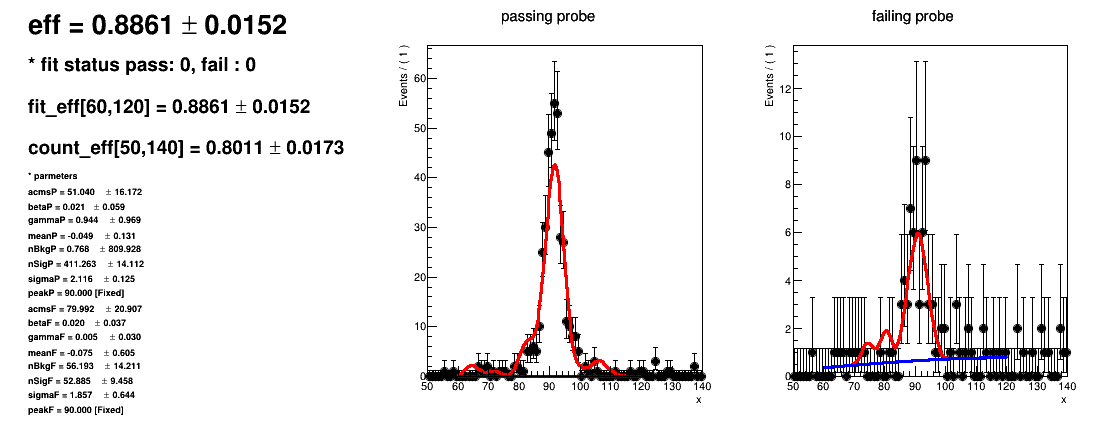 eff = 0.8861 ± 0.0152
* fit status pass: 0, fail : 0
fit_eff[60,120] = 0.8861 ± 0.0152
count_eff[50,140] = 0.8011 ± 0.0173
* parmeters
acmsP = 51.040 ± 16.172
betaP = 0.021 ± 0.059
gammaP = 0.944 ± 0.969
meanP = -0.049 ± 0.131
nBkgP = 0.768 ± 809.928
nSigP = 411.263 ± 14.112
sigmaP = 2.116 ± 0.125
peakP = 90.000 [Fixed]
acmsF = 79.992 ± 20.907
betaF = 0.020 ± 0.037
gammaF = 0.005 ± 0.030
meanF = -0.075 ± 0.605
nBkgF = 56.193 ± 14.211
nSigF = 52.885 ± 9.458
sigmaF = 1.857 ± 0.644
peakF = 90.000 [Fixed]
passing probe
Events / ( 1 )
60
50
40
30
20
10
0
50 60 70 80 90 100 110 120 130 140
x
failing probe
Events / ( 1 )
12
10
8
6
4
2
0
50 60 70 80 90 100 110 120 130 140
x